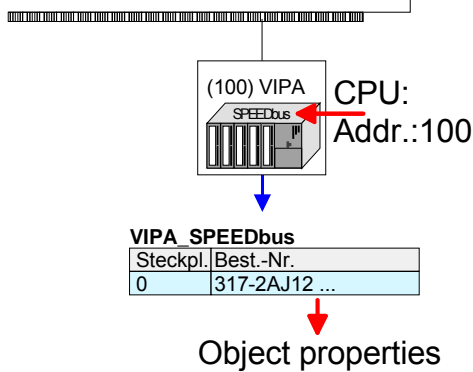 (100) VIPA
SPEEDbus
CPU:
Addr.:100
VIPA_SPEEDbus
Steckpl. Best.-Nr.
0 317-2AJ12 ...
Object properties